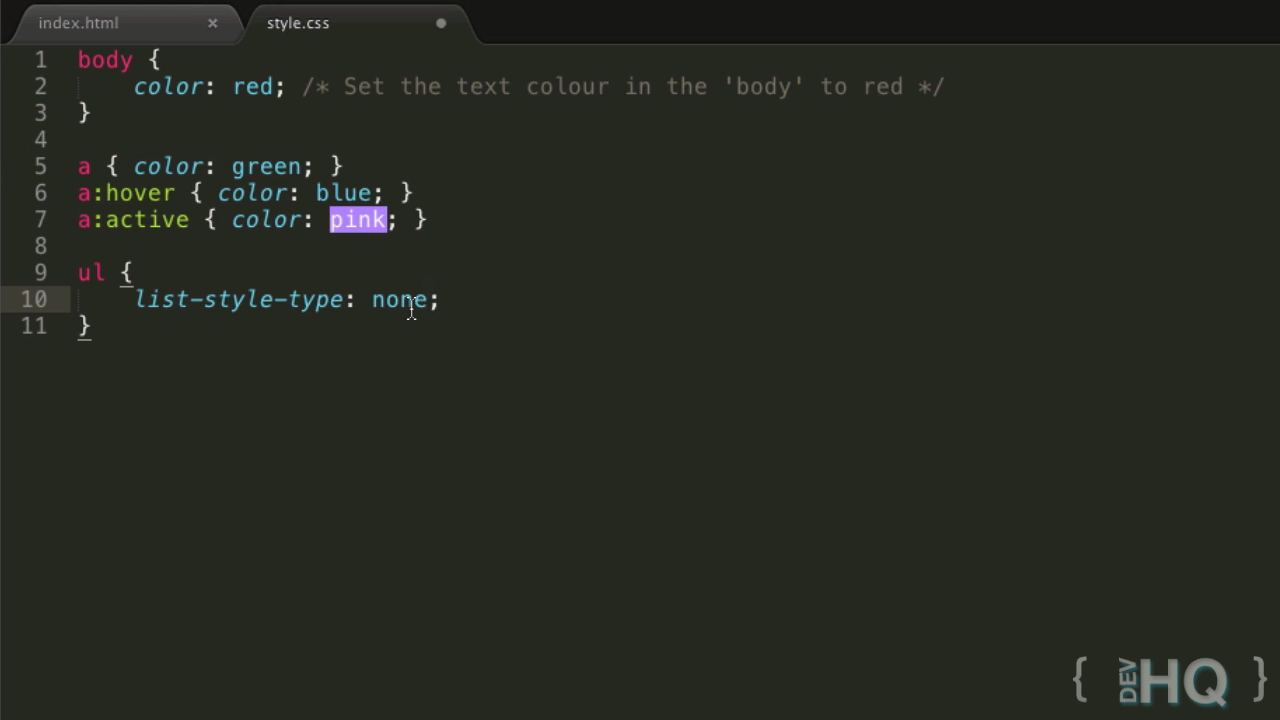 index.html × style.css
1 body {
2 color: red; /* Set the text colour in the 'body' to red */
3 }
4
5 a { color: green; }
6 a:hover { color: blue; }
7 a:active { color: pink; }
8
9 ul {
10 list-style-type: none;
11 }
{ DEV HQ }